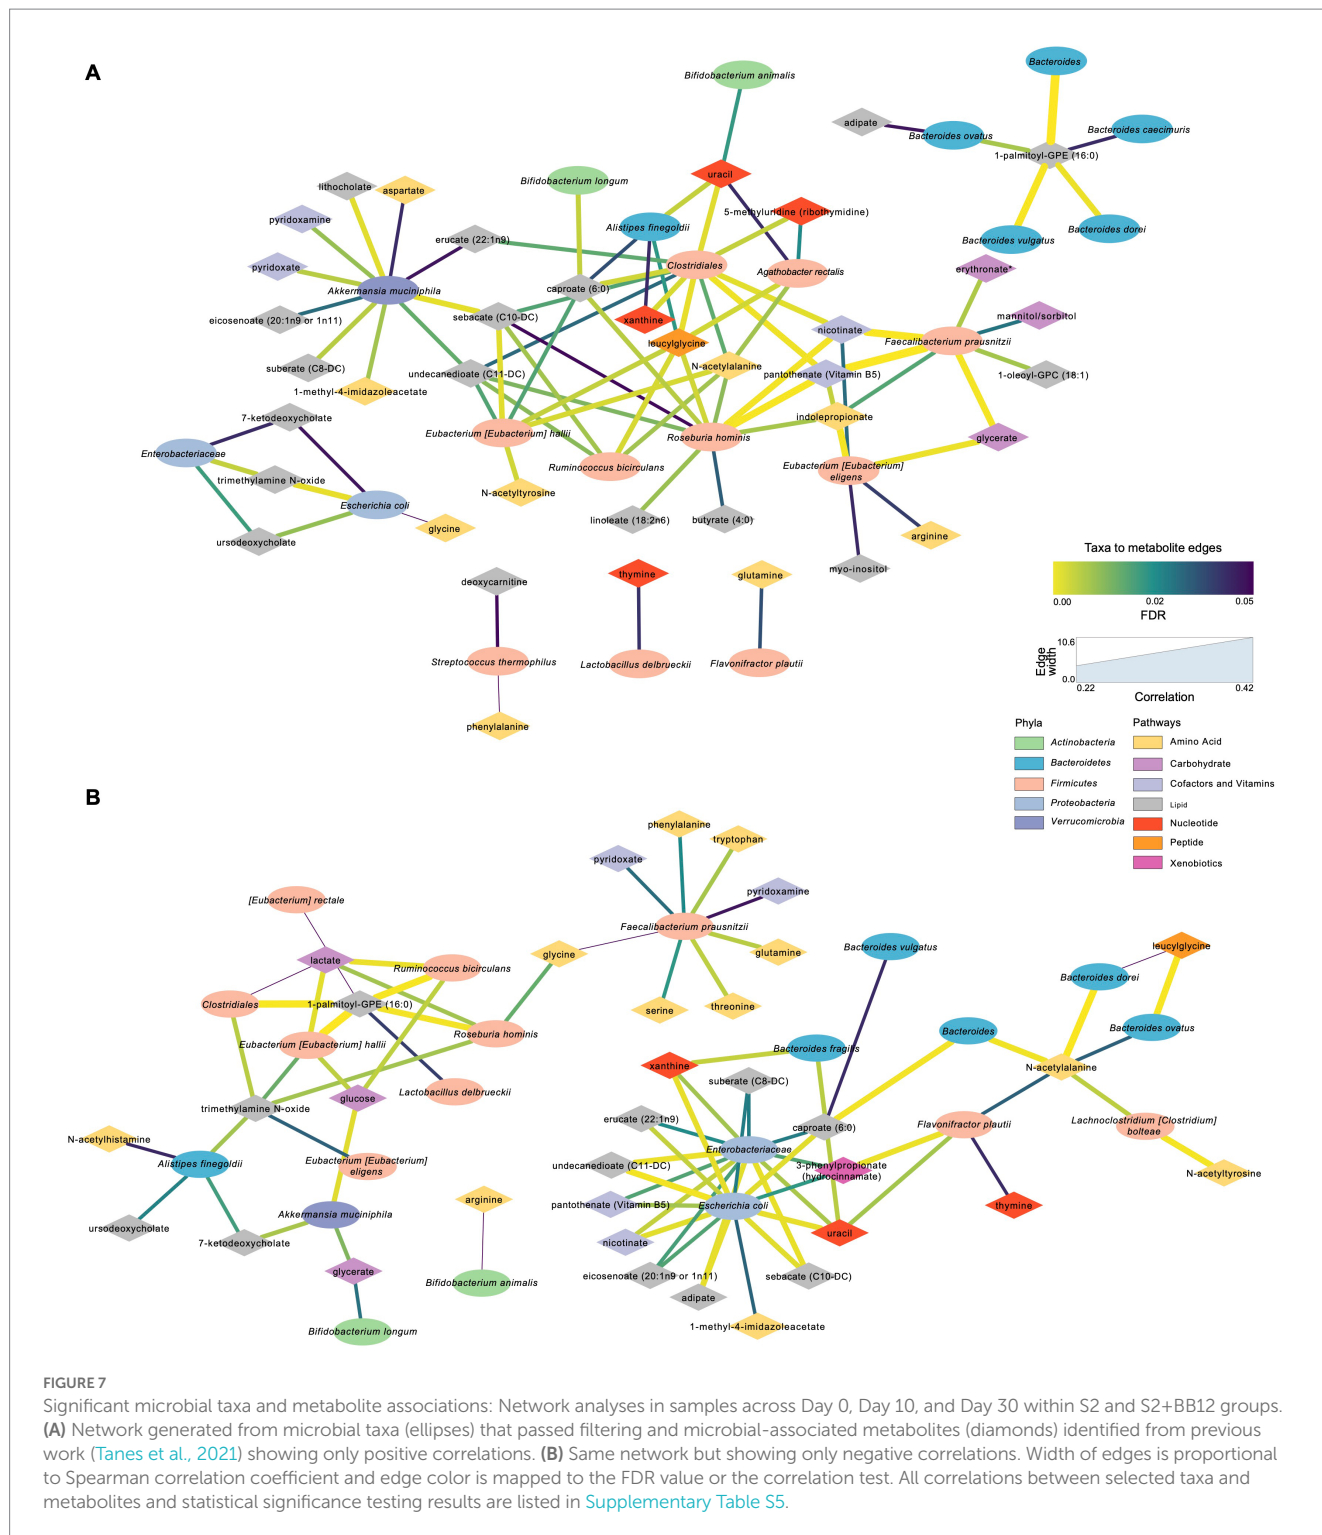 A
Bifidobacterium animalis
Bacteroides
adipate
Bacteroides ovatus
Bacteroides caecimuris
1-palmitoyl-GPE (16:0)
lithocholate
aspartate
Bifidobacterium longum
uracil
pyridoxamine
5-methyluridine (ribothymidine)
Alistipes finegoldii
Bacteroides dorei
erucate (22:1n9)
Bacteroides vulgatus
pyridoxate
Clostridiales
Agathobacter rectalis
erythronate*
Akkermansia muciniphila
caproate (6:0)
eicosenoate (20:1n9 or 1n11)
sebacate (C10-DC)
xanthine
nicotinate
mannitol/sorbitol
leucylglycine
Faecalibacterium prausnitzii
suberate (C8-DC)
undecanedioate (C11-DC)
N-acetylalanine
pantothenate (Vitamin B5)
1-oleoyl-GPC (18:1)
1-methyl-4-imidazoleacetate
7-ketodeoxycholate
indolepropionate
Eubacterium [Eubacterium] hallii
Roseburia hominis
glycerate
Enterobacteriaceae
Ruminococcus bicirculans
Eubacterium [Eubacterium]
eligens
trimethylamine N-oxide
N-acetyltyrosine
Escherichia coli
glycine
linoleate (18:2n6)
butyrate (4:0)
arginine
ursodeoxycholate
myo-inositol
deoxycarnitine
thymine
glutamine
Streptococcus thermophilus
Lactobacillus delbrueckii
Flavonifractor plautii
phenylalanine
Taxa to metabolite edges
0.00
0.02
0.05
FDR
10.6
Edge
width
0.0
0.22
0.42
Correlation
Phyla
Actinobacteria
Bacteroidetes
Firmicutes
Proteobacteria
Verrucomicrobia
Pathways
Amino Acid
Carbohydrate
Cofactors and Vitamins
Lipid
Nucleotide
Peptide
Xenobiotics
B
phenylalanine
tryptophan
pyridoxate
pyridoxamine
[Eubacterium] rectale
Faecalibacterium prausnitzii
glycine
glutamine
Bacteroides vulgatus
leucylglycine
lactate
Ruminococcus bicirculans
Bacteroides dorei
Clostridiales
1-palmitoyl-GPE (16:0)
serine
threonine
Roseburia hominis
Bacteroides
Bacteroides ovatus
Eubacterium [Eubacterium] hallii
Bacteroides fragilis
xanthine
N-acetylalanine
suberate (C8-DC)
Lactobacillus delbrueckii
glucose
trimethylamine N-oxide
erucate (22:1n9)
caproate (6:0)
Flavonifractor plautii
Lachnoclostridium [Clostridium]
bolteae
N-acetylhistamine
Alistipes finegoldii
Eubacterium [Eubacterium]
eligens
Enterobacteriaceae
undecanedioate (C11-DC)
3-phenylpropionate
(hydrocinnamate)
N-acetyltyrosine
arginine
pantothenate (Vitamin B5)
Escherichia coli
thymine
Akkermansia muciniphila
ursodeoxycholate
7-ketodeoxycholate
nicotinate
uracil
glycerate
eicosenoate (20:1n9 or 1n11)
sebacate (C10-DC)
Bifidobacterium animalis
adipate
1-methyl-4-imidazoleacetate
Bifidobacterium longum
FIGURE 7
Significant microbial taxa and metabolite associations: Network analyses in samples across Day 0, Day 10, and Day 30 within S2 and S2+BB12 groups.
(A) Network generated from microbial taxa (ellipses) that passed filtering and microbial-associated metabolites (diamonds) identified from previous
work (Tanes et al., 2021) showing only positive correlations. (B) Same network but showing only negative correlations. Width of edges is proportional
to Spearman correlation coefficient and edge color is mapped to the FDR value or the correlation test. All correlations between selected taxa and
metabolites and statistical significance testing results are listed in Supplementary Table S5.